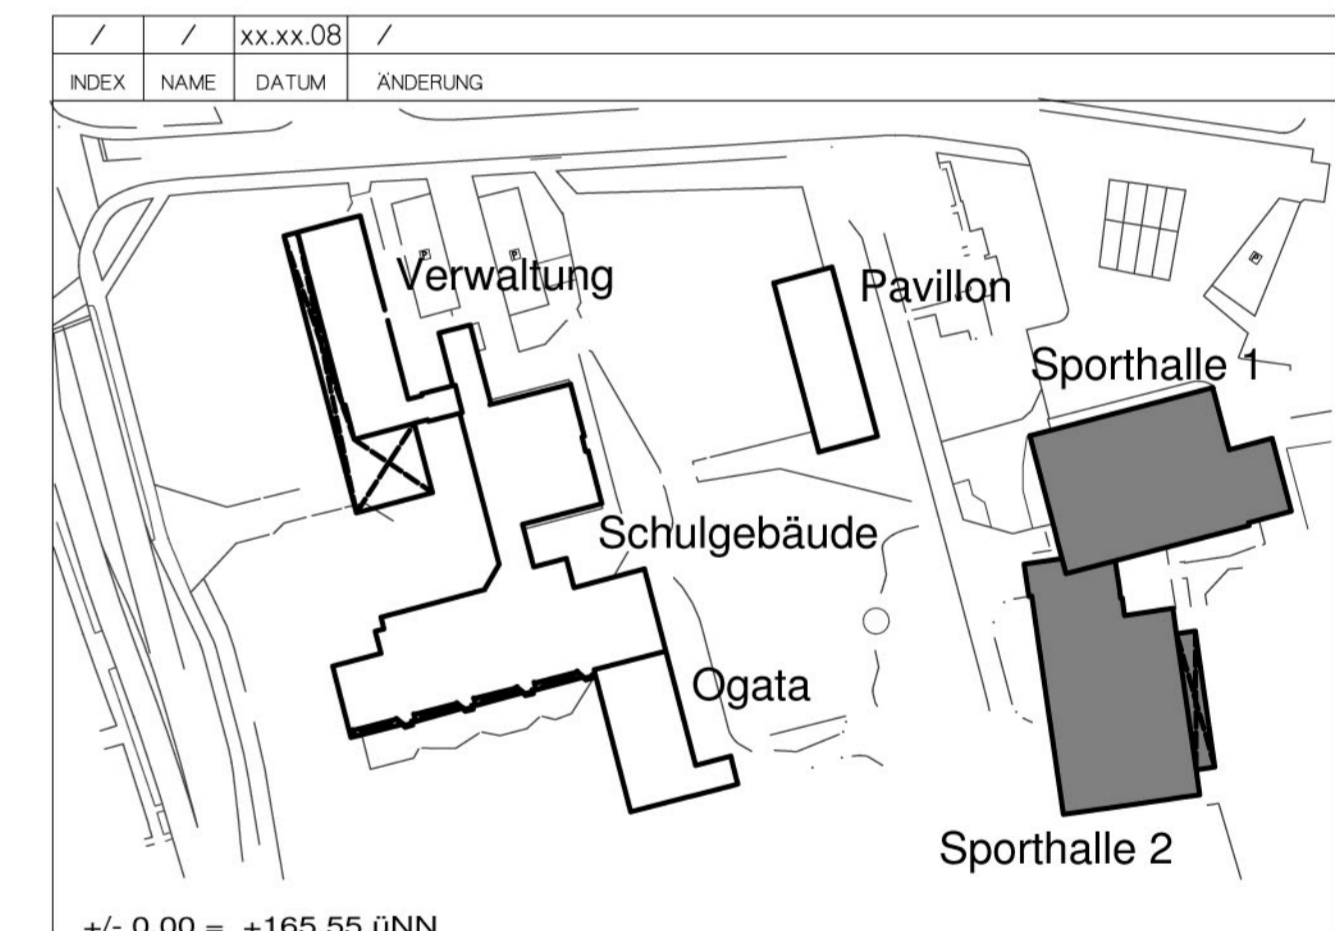 / / xx.xx.08 /
INDEX NAME DATUM ÄNDERUNG
P P
Verwaltung
Pavillon
P
Sporthalle 1
Schulgebäude
Ogata
Sporthalle 2
+/- 0.00 = +165.55 üNN